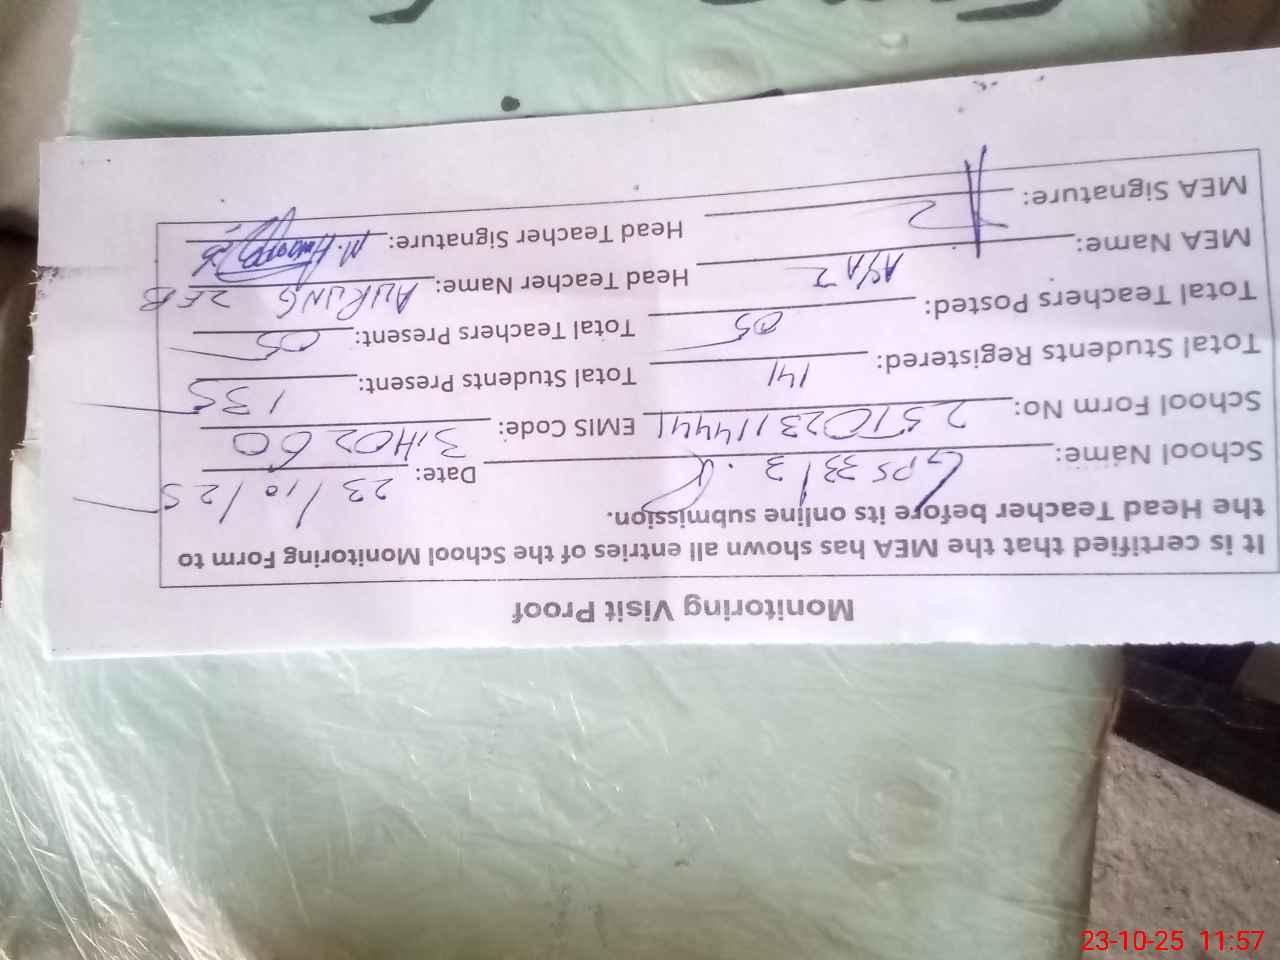 Monitoring Visit Proof
It is certified that the MEA has shown all entries of the School Monitoring Form to
the Head Teacher before its online submission.
School Name: GPS 33/3.R Date: 23/10/25
School Form No: EMIS Code:
Total Students Registered: 141 Total Students Present: 135
Total Teachers Posted: 05 Total Teachers Present: 05
MEA Name: AYAZ Head Teacher Name: AURUNG ZEB
MEA Signature: Head Teacher Signature:
23-10-25 11:57